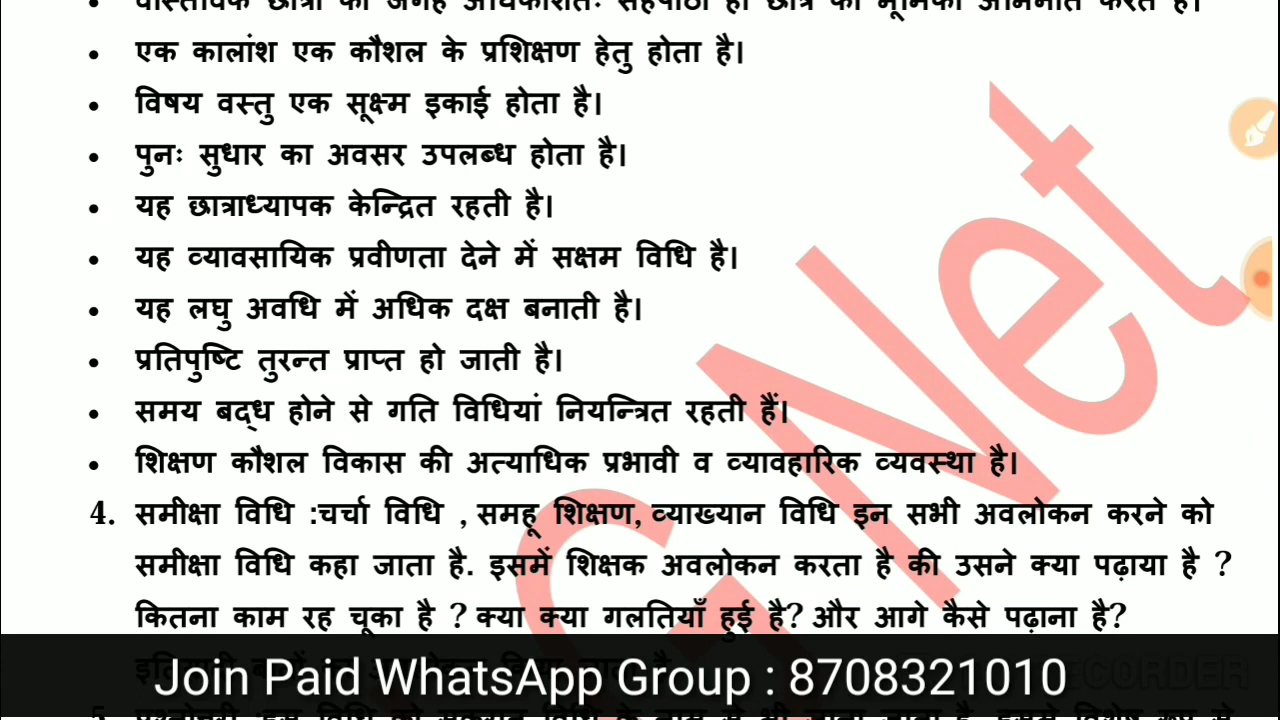 • एक कालांश एक कौशल के प्रशिक्षण हेतु होता है।
• विषय वस्तु एक सूक्ष्म इकाई होता है।
• पुनः सुधार का अवसर उपलब्ध होता है।
• यह छात्राध्यापक केन्द्रित रहती है।
• यह व्यावसायिक प्रवीणता देने में सक्षम विधि है।
• यह लघु अवधि में अधिक दक्ष बनाती है।
• प्रतिपुष्टि तुरन्त प्राप्त हो जाती है।
• समय बद्ध होने से गति विधियां नियन्त्रित रहती हैं।
• शिक्षण कौशल विकास की अत्याधिक प्रभावी व व्यावहारिक व्यवस्था है।
4. समीक्षा विधि :चर्चा विधि , समहू शिक्षण, व्याख्यान विधि इन सभी अवलोकन करने को
समीक्षा विधि कहा जाता है. इसमें शिक्षक अवलोकन करता है की उसने क्या पढ़ाया है ?
कितना काम रह चूका है ? क्या क्या गलतियाँ हुई है? और आगे कैसे पढ़ाना है?
Join Paid WhatsApp Group : 8708321010
RECORDER
G Net